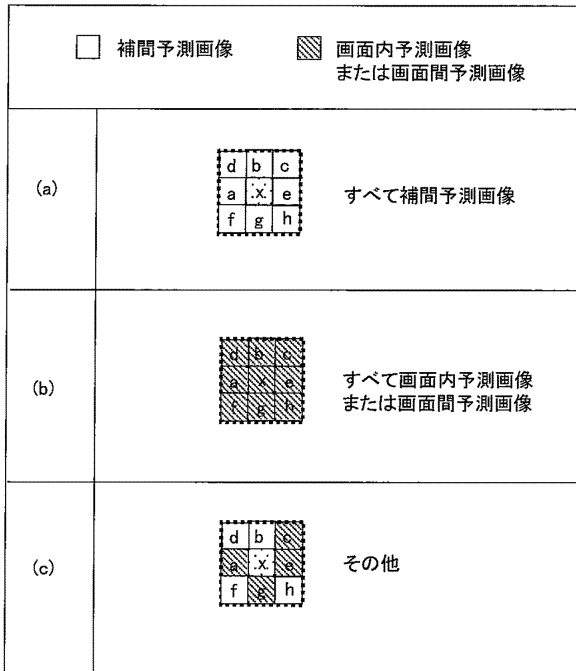 補間予測画像
画面内予測画像
または画面間予測画像
(a)
d b c
a x e
f g h
すべて補間予測画像
(b)
d b c
a x e
f g h
すべて画面内予測画像
または画面間予測画像
(c)
d b c
a x e
f g h
その他